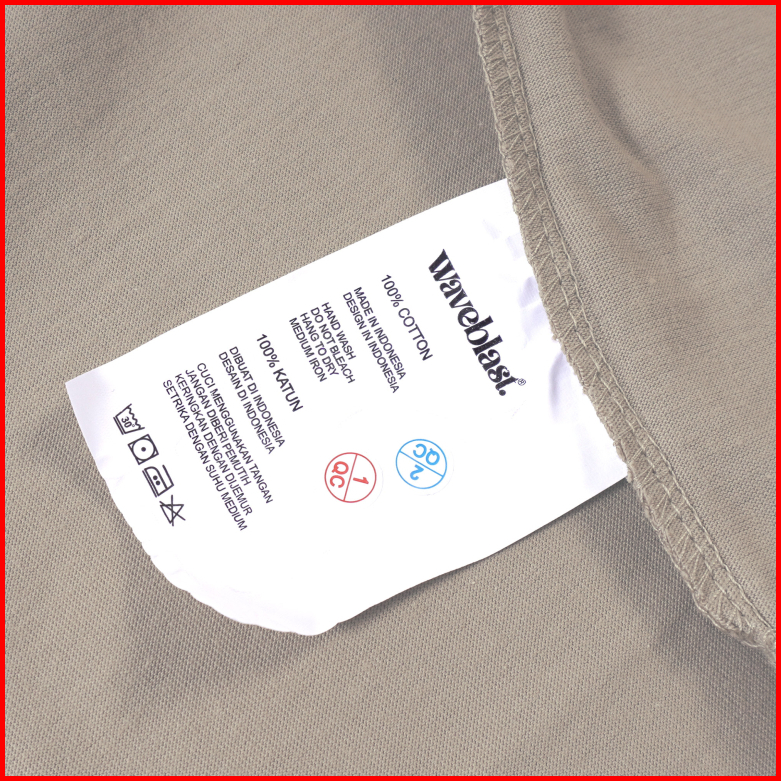 Waveblast®
100% COTTON
MADE IN INDONESIA
DESIGN IN INDONESIA
HAND WASH
DO NOT BLEACH
HANG TO DRY
MEDIUM IRON
100% KATUN
DIBUAT DI INDONESIA
DESAIN DI INDONESIA
CUCI MENGGUNAKAN TANGAN
JANGAN DIBERI PEMUTIH
KERINGKAN DENGAN DIJEMUR
SETRIKA DENGAN SUHU MEDIUM
30°
QC
1
QC
2